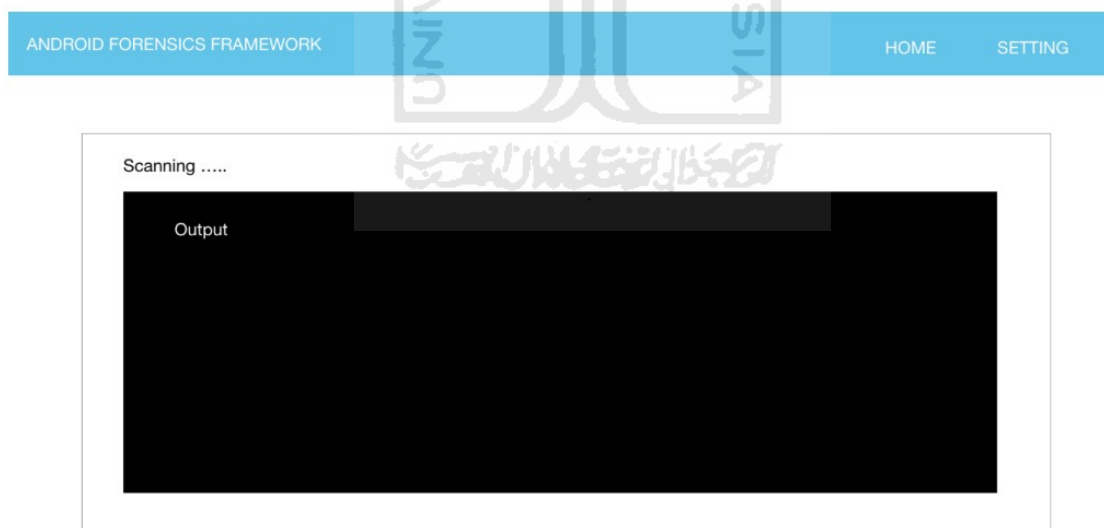 ANDROID FORENSICS FRAMEWORK
HOME
SETTING
Scanning .....
Output